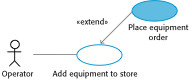 «extend»
Place equipment
order
Operator
Add equipment to store